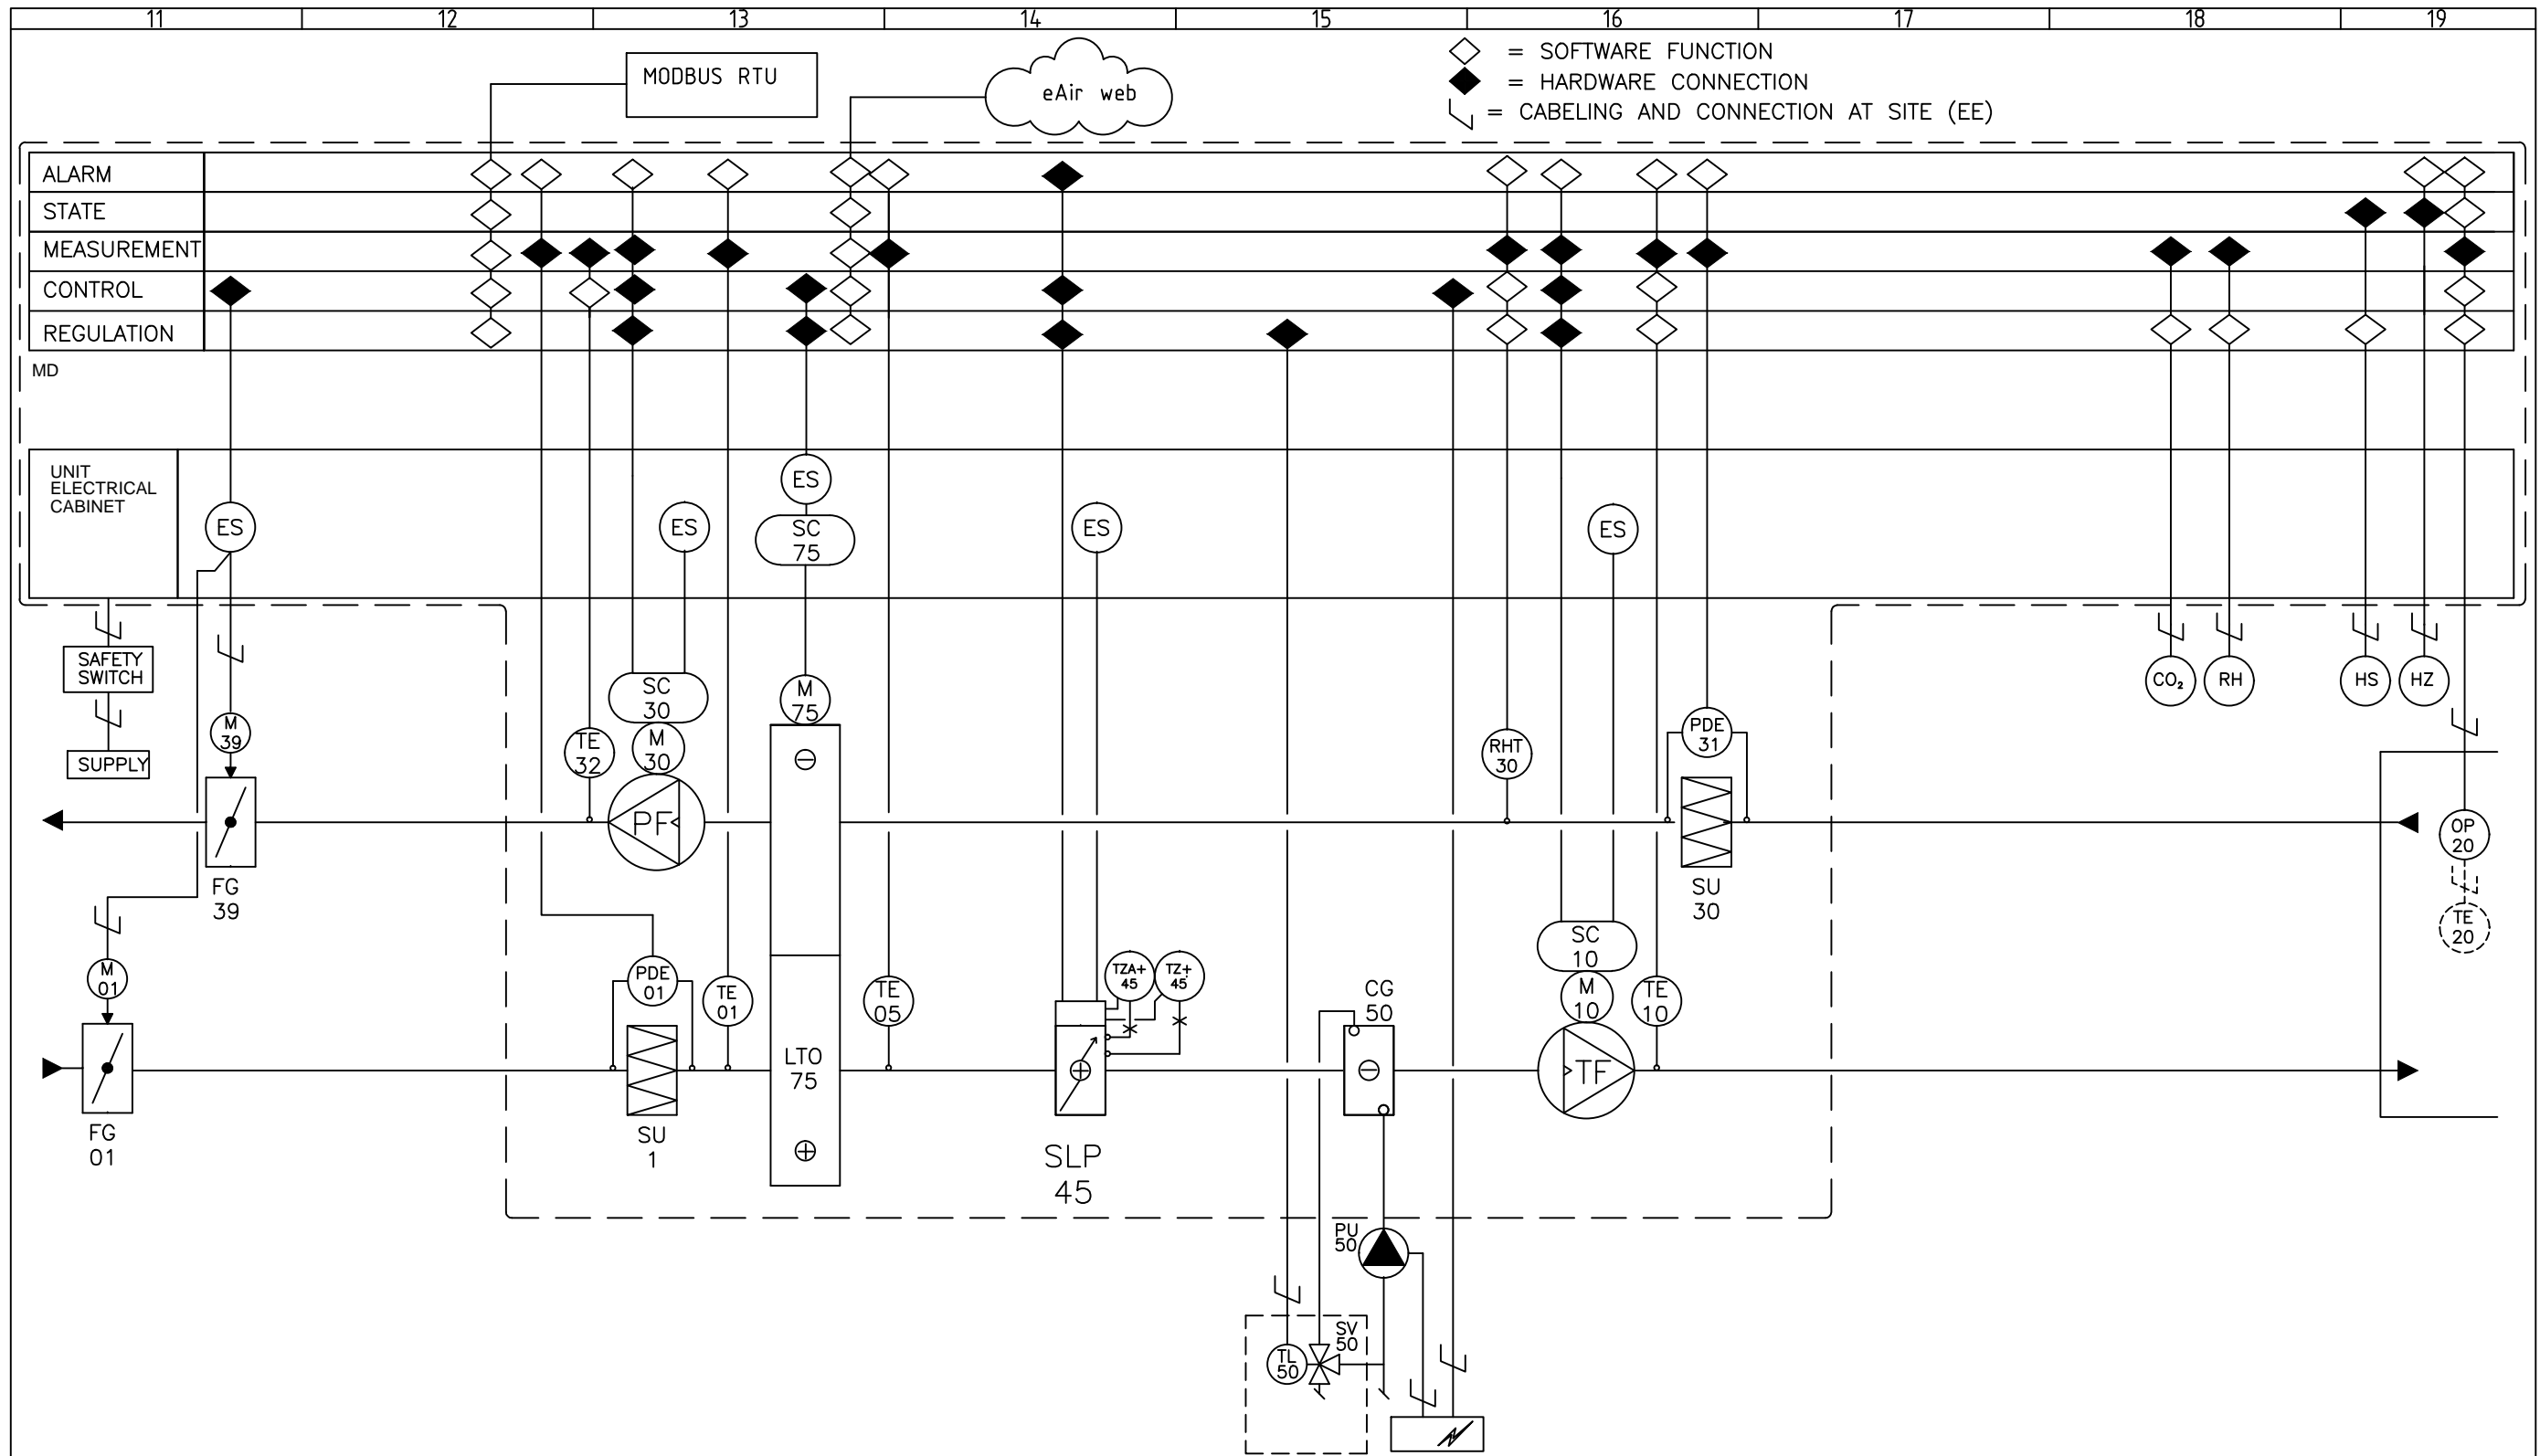 11 12 13 14 15 16 17 18 19
= SOFTWARE FUNCTION
MODBUS RTU
= HARDWARE CONNECTION
eAir web
= CABELING AND CONNECTION AT SITE (EE)
ALARM
STATE
MEASUREMENT
CONTROL
REGULATION
MD
UNIT
ELECTRICAL
CABINET
ES
ES
ES
SC
75
ES
ES
SAFETY
SWITCH
SUPPLY
M
39
FG
39
M
01
FG
01
TE
32
SC
30
M
30
PF
M
75
PDE
01
SU
1
TE
01
LTO
75
TE
05
TZA+
45
TZ+
45
SLP
45
CG
50
PU
50
SV
50
TL
50
RHT
30
SC
10
M
10
TF
TE
10
PDE
31
SU
30
CO₂
RH
HS
HZ
OP
20
TE
20